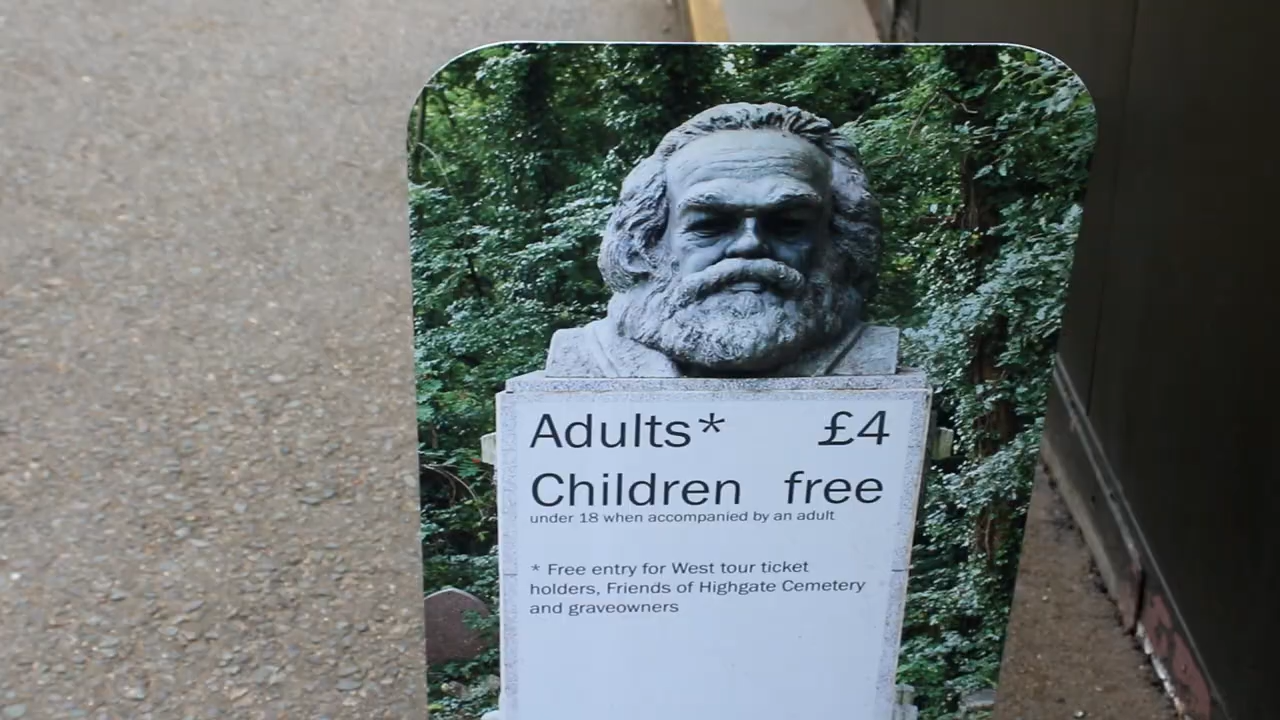 Adults* £4
Children free
under 18 when accompanied by an adult
* Free entry for West tour ticket
holders, Friends of Highgate Cemetery
and graveowners